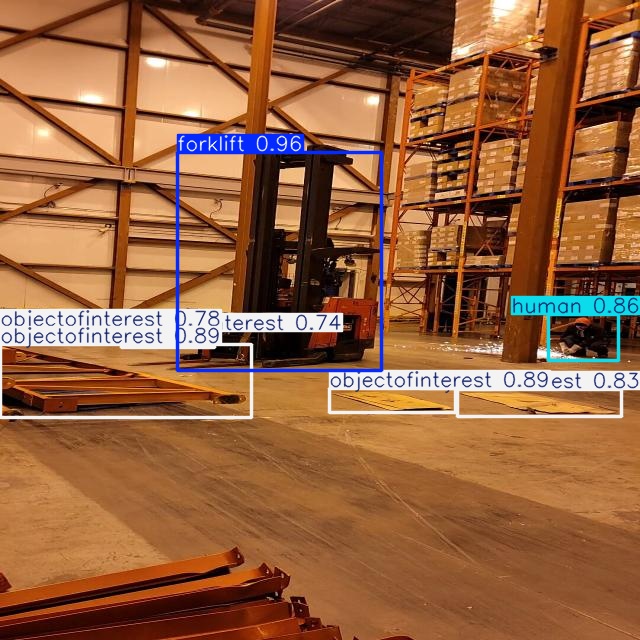 forklift 0.96
human 0.86
objectofinterest 0.78
terest 0.74
objectofinterest 0.89
objectofinterest 0.89
est 0.83